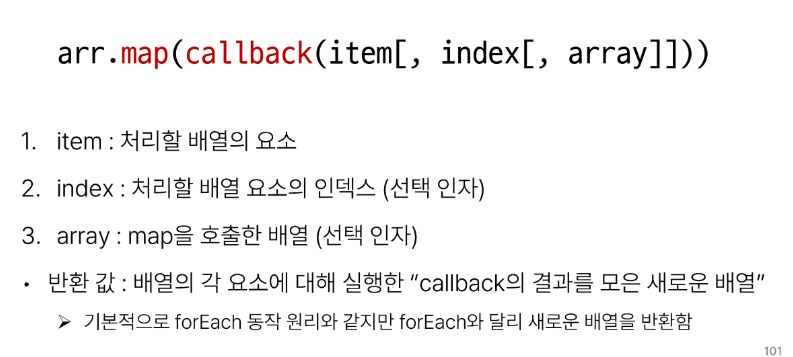 arr.map(callback(item[, index[, array]]))
1. item : 처리할 배열의 요소
2. index : 처리할 배열 요소의 인덱스 (선택 인자)
3. array : map을 호출한 배열 (선택 인자)
• 반환 값 : 배열의 각 요소에 대해 실행한 “callback의 결과를 모은 새로운 배열”
➢ 기본적으로 forEach 동작 원리와 같지만 forEach와 달리 새로운 배열을 반환함
101